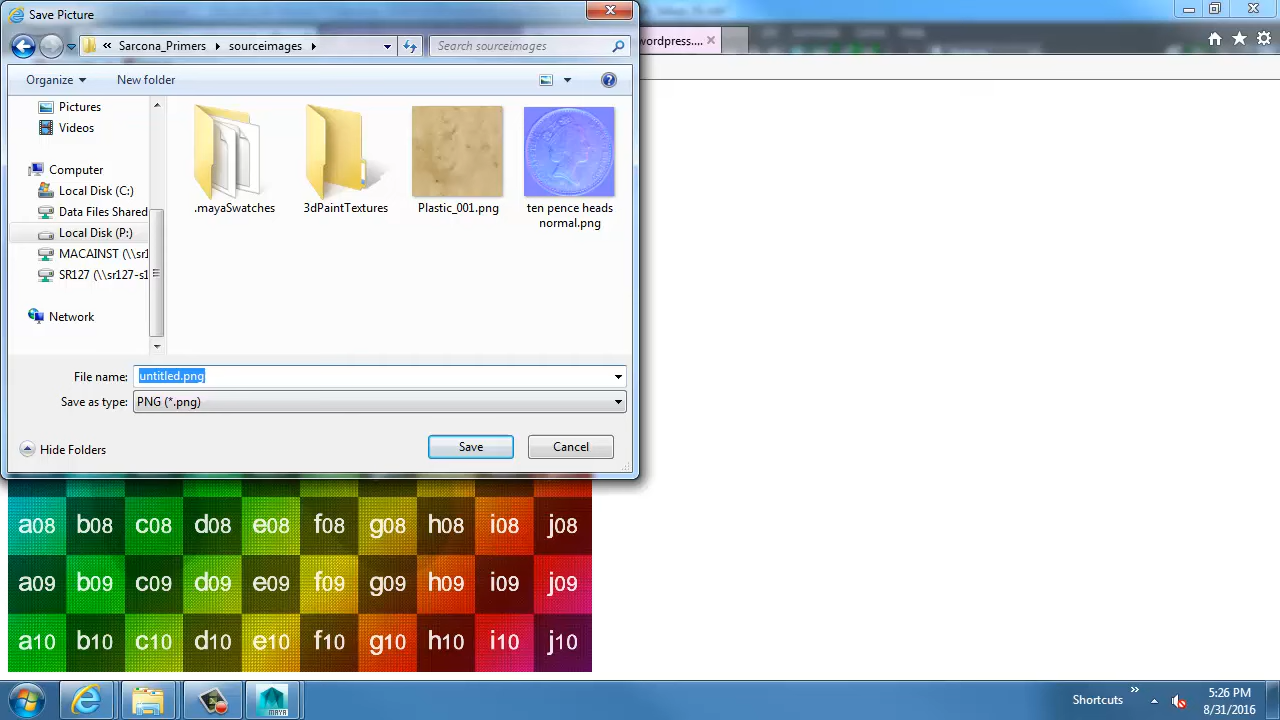 Save Picture
« Sarcona_Primers sourceimages
Search sourceimages
wordpress....
Organize
New folder
Pictures
Videos
Computer
Local Disk (C:)
Data Files Shared
Local Disk (P:)
MACAINST (\\sr1
SR127 (\\sr127-s1
Network
.mayaSwatches
3dPaintTextures
Plastic_001.png
ten pence heads
normal.png
File name: untitled.png
Save as type: PNG (*.png)
Hide Folders
Save
Cancel
a08 b08 c08 d08 e08 f08 g08 h08 i08 j08
a09 b09 c09 d09 e09 f09 g09 h09 i09 j09
a10 b10 c10 d10 e10 f10 g10 h10 i10 j10
MAYA
Shortcuts
5:26 PM
8/31/2016